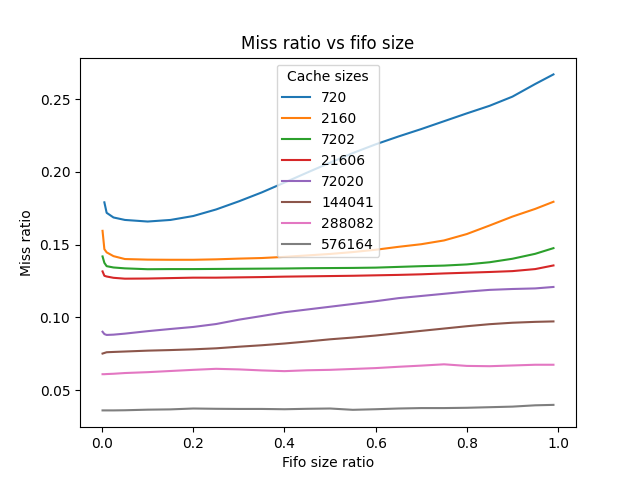 Miss ratio vs fifo size
Cache sizes
720
2160
7202
21606
72020
144041
288082
576164
0.25
0.20
0.15
0.10
0.05
Miss ratio
0.0 0.2 0.4 0.6 0.8 1.0
Fifo size ratio